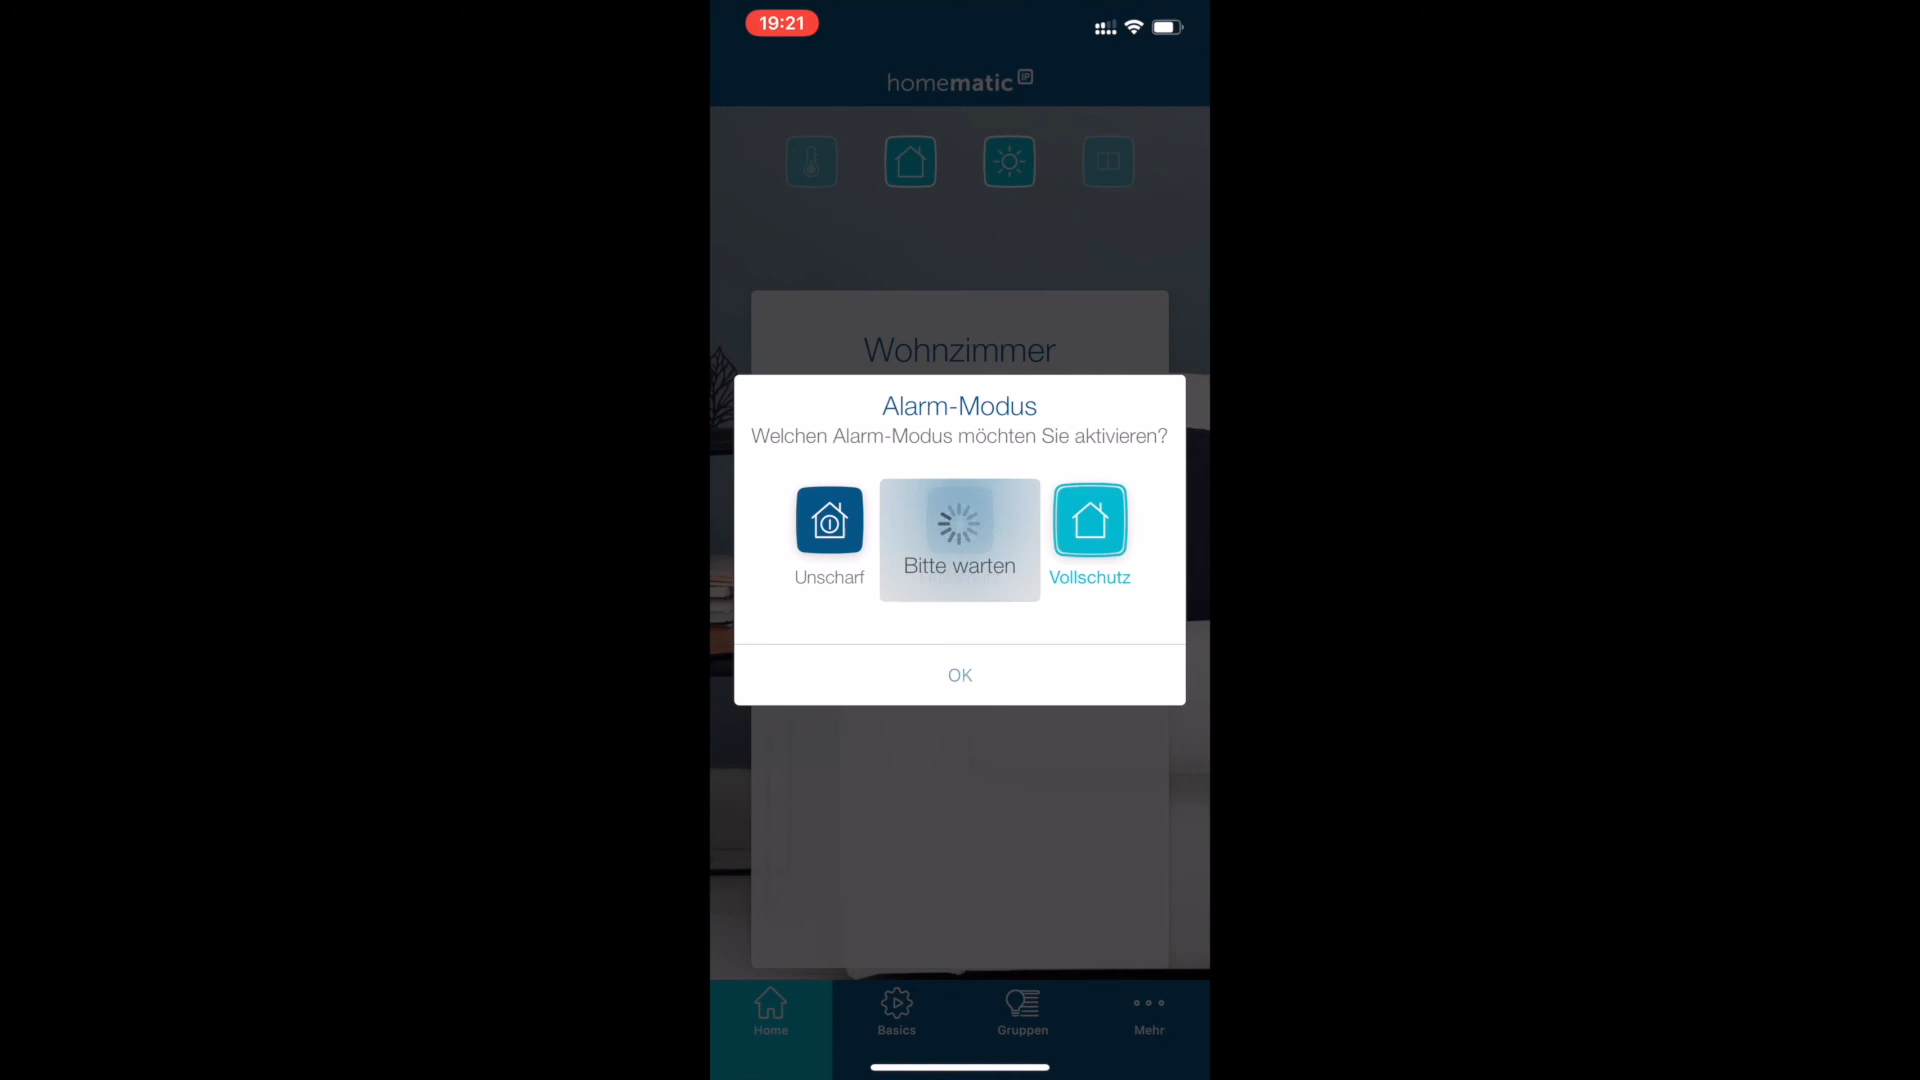 19:21
homematic IP
Wohnzimmer
Alarm-Modus
Welchen Alarm-Modus möchten Sie aktivieren?
Unscharf
Bitte warten
Vollschutz
OK
Home
Basics
Gruppen
Mehr